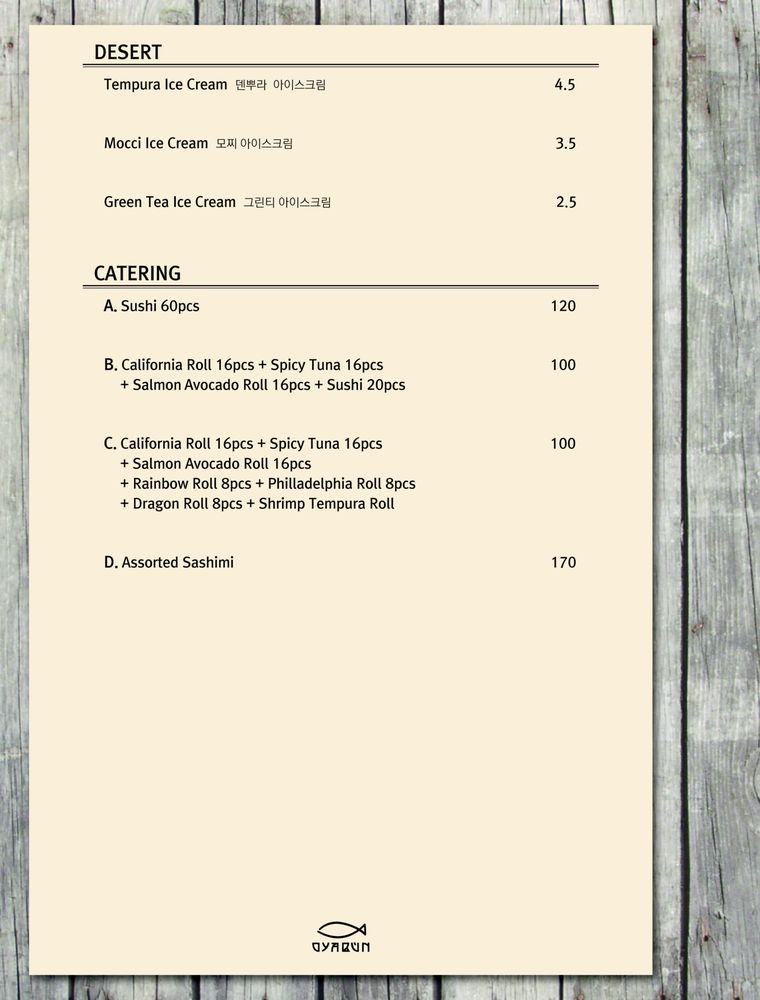 DESERT
Tempura Ice Cream 덴뿌라 아이스크림 4.5
Mocci Ice Cream 모찌 아이스크림 3.5
Green Tea Ice Cream 그린티 아이스크림 2.5
CATERING
A. Sushi 60pcs 120
B. California Roll 16pcs + Spicy Tuna 16pcs 100
+ Salmon Avocado Roll 16pcs + Sushi 20pcs
C. California Roll 16pcs + Spicy Tuna 16pcs 100
+ Salmon Avocado Roll 16pcs
+ Rainbow Roll 8pcs + Philladelphia Roll 8pcs
+ Dragon Roll 8pcs + Shrimp Tempura Roll
D. Assorted Sashimi 170
OYABUN